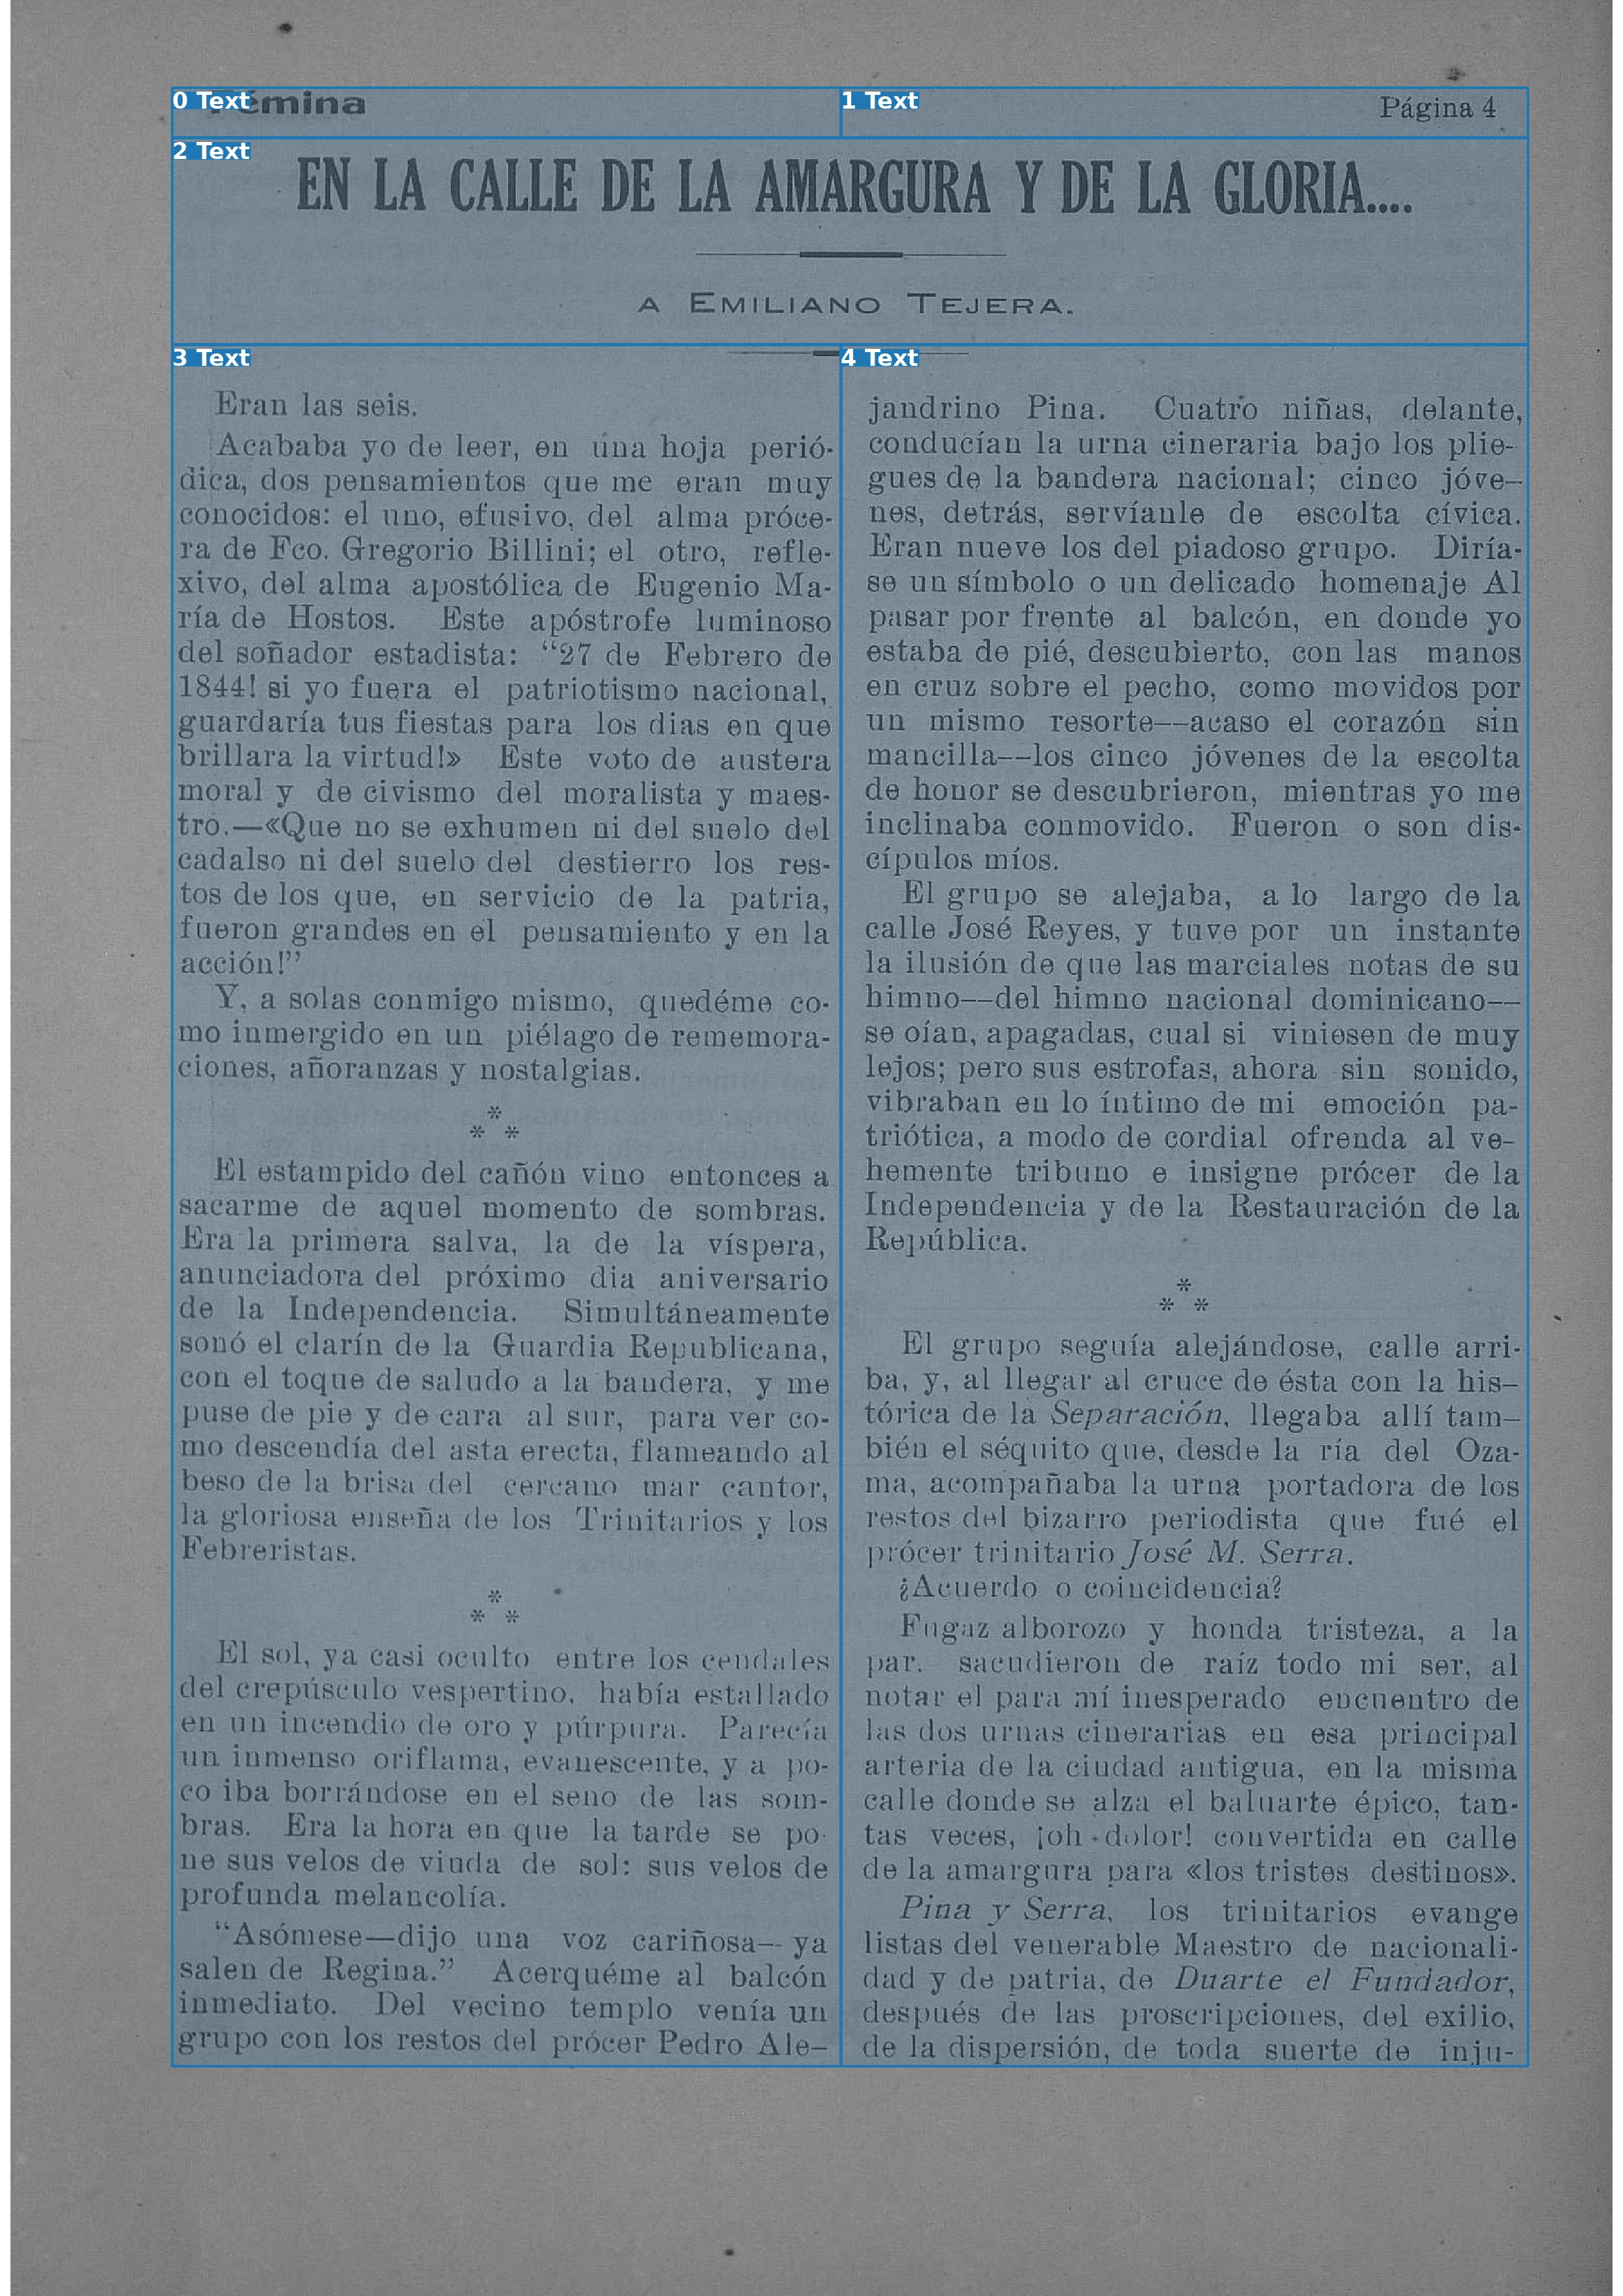 0 Text
Fémina
1 Text
Página 4
2 Text
EN LA CALLE DE LA AMARGURA Y DE LA GLORIA....
A EMILIANO TEJERA.
3 Text
Eran las seis.
Acababa yo de leer, en una hoja perió-
dica, dos pensamientos que me eran muy
conocidos: el uno, efusivo, del alma próce-
ra de Fco. Gregorio Billini; el otro, refle-
xivo, del alma apostólica de Eugenio Ma-
ría de Hostos. Este apóstrofe luminoso
del soñador estadista: “27 de Febrero de
1844! si yo fuera el patriotismo nacional,
guardaría tus fiestas para los dias en que
brillara la virtud!» Este voto de austera
moral y de civismo del moralista y maes-
tro.—«Que no se exhumen ni del suelo del
cadalso ni del suelo del destierro los res-
tos de los que, en servicio de la patria,
fueron grandes en el pensamiento y en la
acción!”
Y, a solas conmigo mismo, quedéme co-
mo inmergido en un piélago de rememora-
ciones, añoranzas y nostalgias.
*
* *
El estampido del cañón vino entonces a
sacarme de aquel momento de sombras.
Era la primera salva, la de la víspera,
anunciadora del próximo dia aniversario
de la Independencia. Simultáneamente
sonó el clarín de la Guardia Republicana,
con el toque de saludo a la bandera, y me
puse de pie y de cara al sur, para ver co-
mo descendía del asta erecta, flameando al
beso de la brisa del cercano mar cantor,
la gloriosa enseña de los Trinitarios y los
Febreristas.
*
* *
El sol, ya casi oculto entre los cendales
del crepúsculo vespertino, había estallado
en un incendio de oro y púrpura. Parecía
un inmenso oriflama, evanescente, y a po-
co iba borrándose en el seno de las som-
bras. Era la hora en que la tarde se po-
ne sus velos de viuda de sol: sus velos de
profunda melancolía.
“Asómese—dijo una voz cariñosa—ya
salen de Regina.” Acerquéme al balcón
inmediato. Del vecino templo venía un
grupo con los restos del prócer Pedro Ale-
4 Text
jandrino Pina. Cuatro niñas, delante,
conducían la urna cineraria bajo los plie-
gues de la bandera nacional; cinco jóve-
nes, detrás, servíanle de escolta cívica.
Eran nueve los del piadoso grupo. Diría-
se un símbolo o un delicado homenaje Al
pasar por frente al balcón, en donde yo
estaba de pié, descubierto, con las manos
en cruz sobre el pecho, como movidos por
un mismo resorte—acaso el corazón sin
mancilla—los cinco jóvenes de la escolta
de honor se descubrieron, mientras yo me
inclinaba conmovido. Fueron o son dis-
cípulos míos.
El grupo se alejaba, a lo largo de la
calle José Reyes, y tuve por un instante
la ilusión de que las marciales notas de su
himno—del himno nacional dominicano—
se oían, apagadas, cual si viniesen de muy
lejos; pero sus estrofas, ahora sin sonido,
vibraban en lo íntimo de mi emoción pa-
triótica, a modo de cordial ofrenda al ve-
hemente tribuno e insigne prócer de la
Independencia y de la Restauración de la
República.
*
* *
El grupo seguía alejándose, calle arri-
ba, y, al llegar al cruce de ésta con la his-
tórica de la Separación, llegaba allí tam-
bién el séquito que, desde la ría del Oza-
ma, acompañaba la urna portadora de los
restos del bizarro periodista que fué el
prócer trinitario José M. Serra.
¿Acuerdo o coincidencia?
Fugaz alborozo y honda tristeza, a la
par. sacudieron de raíz todo mi ser, al
notar el para mí inesperado encuentro de
las dos urnas cinerarias en esa principal
arteria de la ciudad antigua, en la misma
calle donde se alza el baluarte épico, tan-
tas veces, ¡oh dolor! convertida en calle
de la amargura para «los tristes destinos».
Pina y Serra, los trinitarios evange
listas del venerable Maestro de nacionali-
dad y de patria, de Duarte el Fundador,
después de las proscripciones, del exilio,
de la dispersión, de toda suerte de inju-